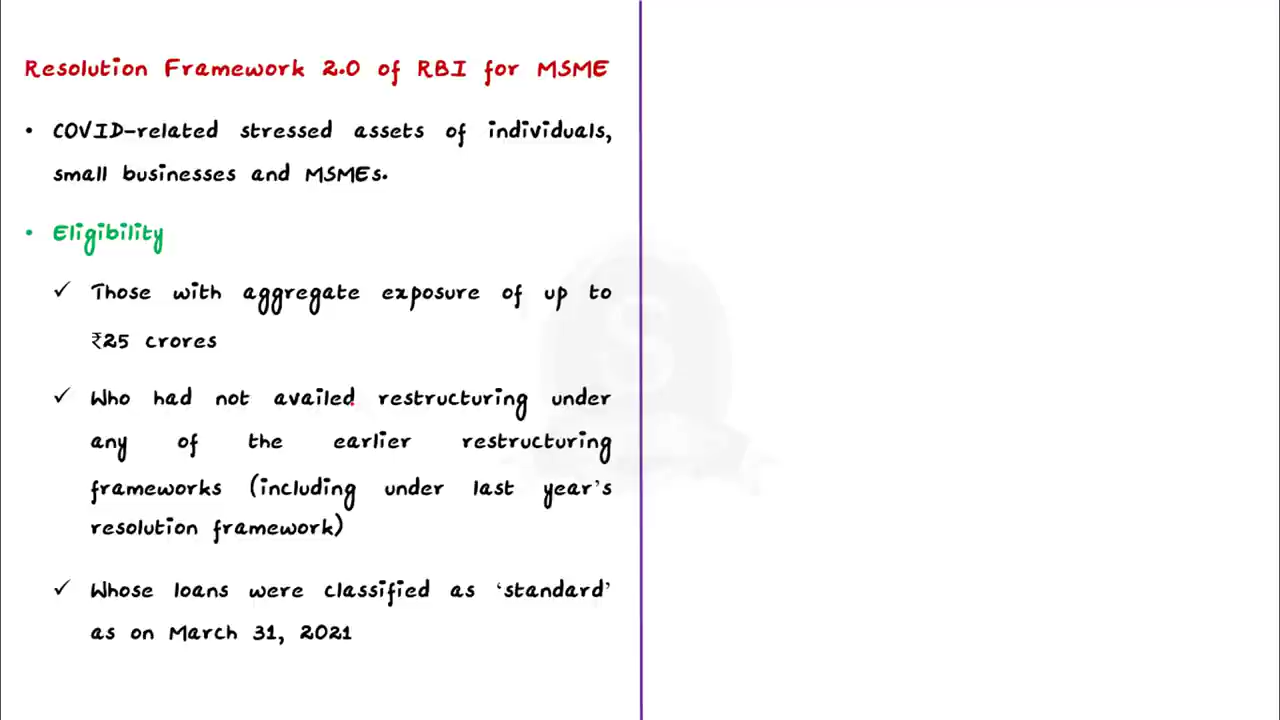 Resolution Framework 2.0 of RBI for MSME
• COVID-related stressed assets of individuals,
small businesses and MSMEs.
• Eligibility
✓ Those with aggregate exposure of up to
₹25 crores
✓ Who had not availed restructuring under
any of the earlier restructuring
frameworks (including under last year's
resolution framework)
✓ Whose loans were classified as ‘standard’
as on March 31, 2021